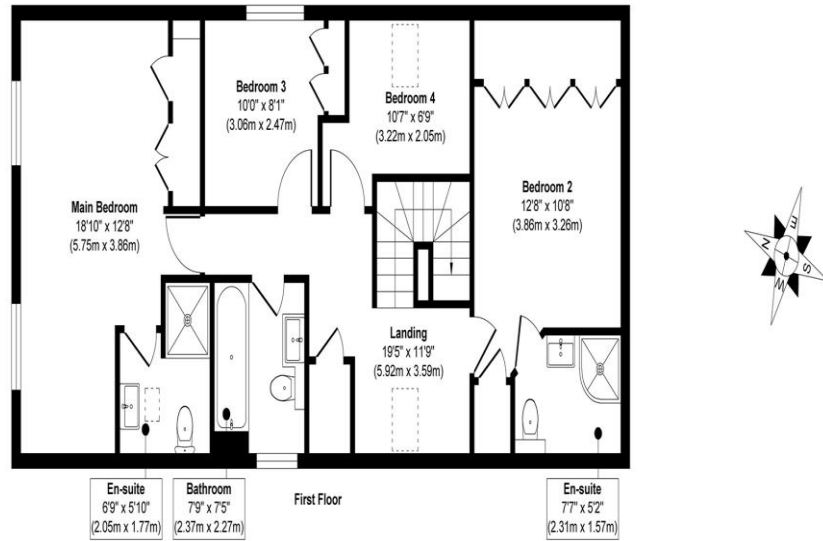 Bedroom 3
10'0" x 8'1"
(3.06m x 2.47m)
Bedroom 4
10'7" x 6'9"
(3.22m x 2.05m)
Main Bedroom
18'10" x 12'8"
(5.75m x 3.86m)
Bedroom 2
12'8" x 10'8"
(3.86m x 3.26m)
Landing
19'5" x 11'9"
(5.92m x 3.59m)
En-suite
6'9" x 5'10"
(2.05m x 1.77m)
Bathroom
7'9" x 7'5"
(2.37m x 2.27m)
First Floor
En-suite
7'7" x 5'2"
(2.31m x 1.57m)
N
E
S
W